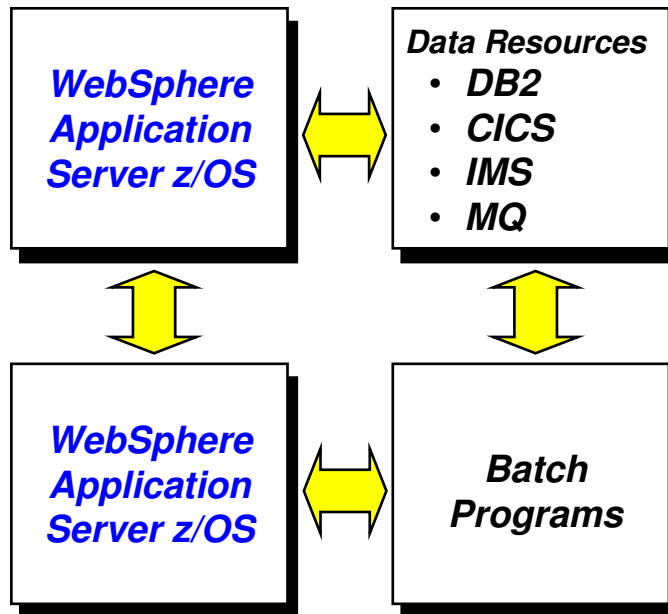 WebSphere
Application
Server z/OS
Data Resources
• DB2
• CICS
• IMS
• MQ
WebSphere
Application
Server z/OS
Batch
Programs